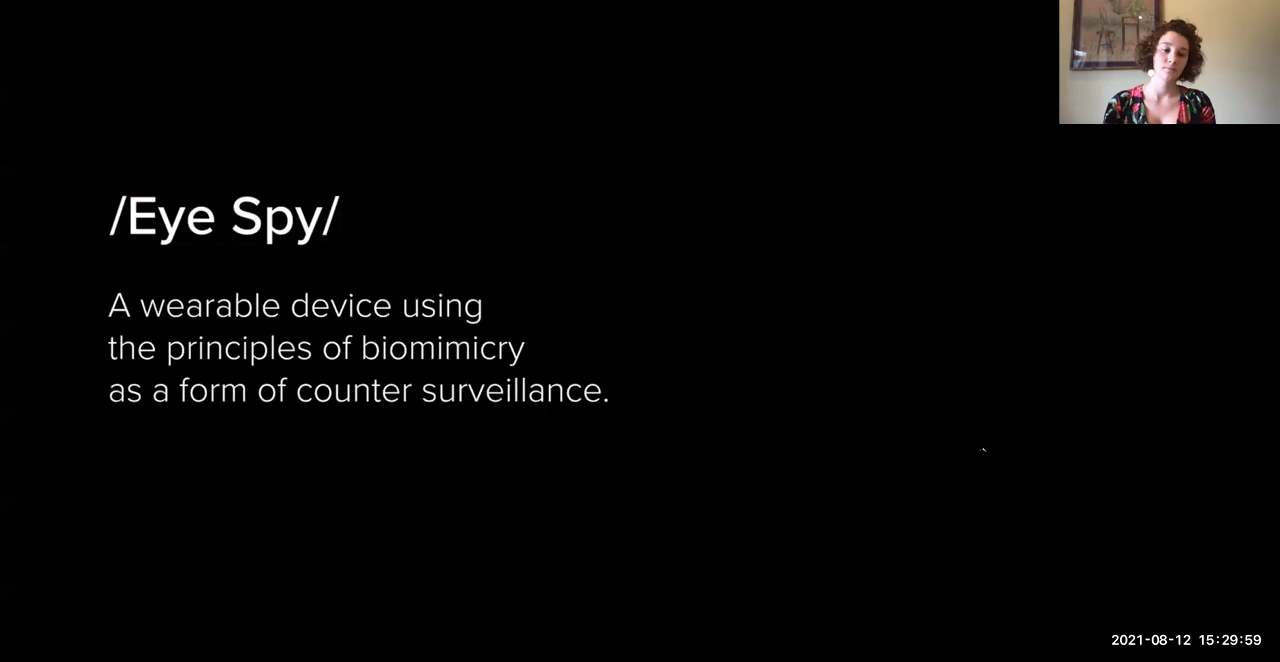 /Eye Spy/
A wearable device using
the principles of biomimicry
as a form of counter surveillance.
2021-08-12 15:29:59